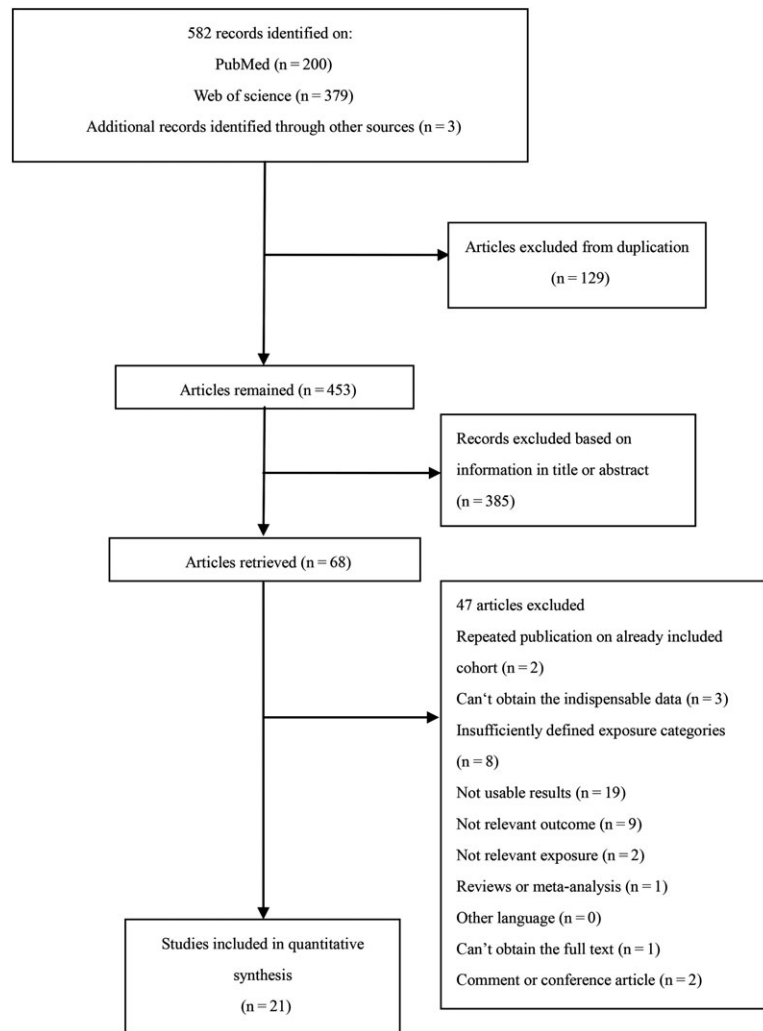 582 records identified on:
PubMed (n = 200)
Web of science (n = 379)
Additional records identified through other sources (n = 3)
Articles excluded from duplication
(n = 129)
Articles remained (n = 453)
Records excluded based on
information in title or abstract
(n = 385)
Articles retrieved (n = 68)
47 articles excluded
Repeated publication on already included
cohort (n = 2)
Can‘t obtain the indispensable data (n = 3)
Insufficiently defined exposure categories
(n = 8)
Not usable results (n = 19)
Not relevant outcome (n = 9)
Not relevant exposure (n = 2)
Reviews or meta-analysis (n = 1)
Other language (n = 0)
Can’t obtain the full text (n = 1)
Comment or conference article (n = 2)
Studies included in quantitative
synthesis
(n = 21)